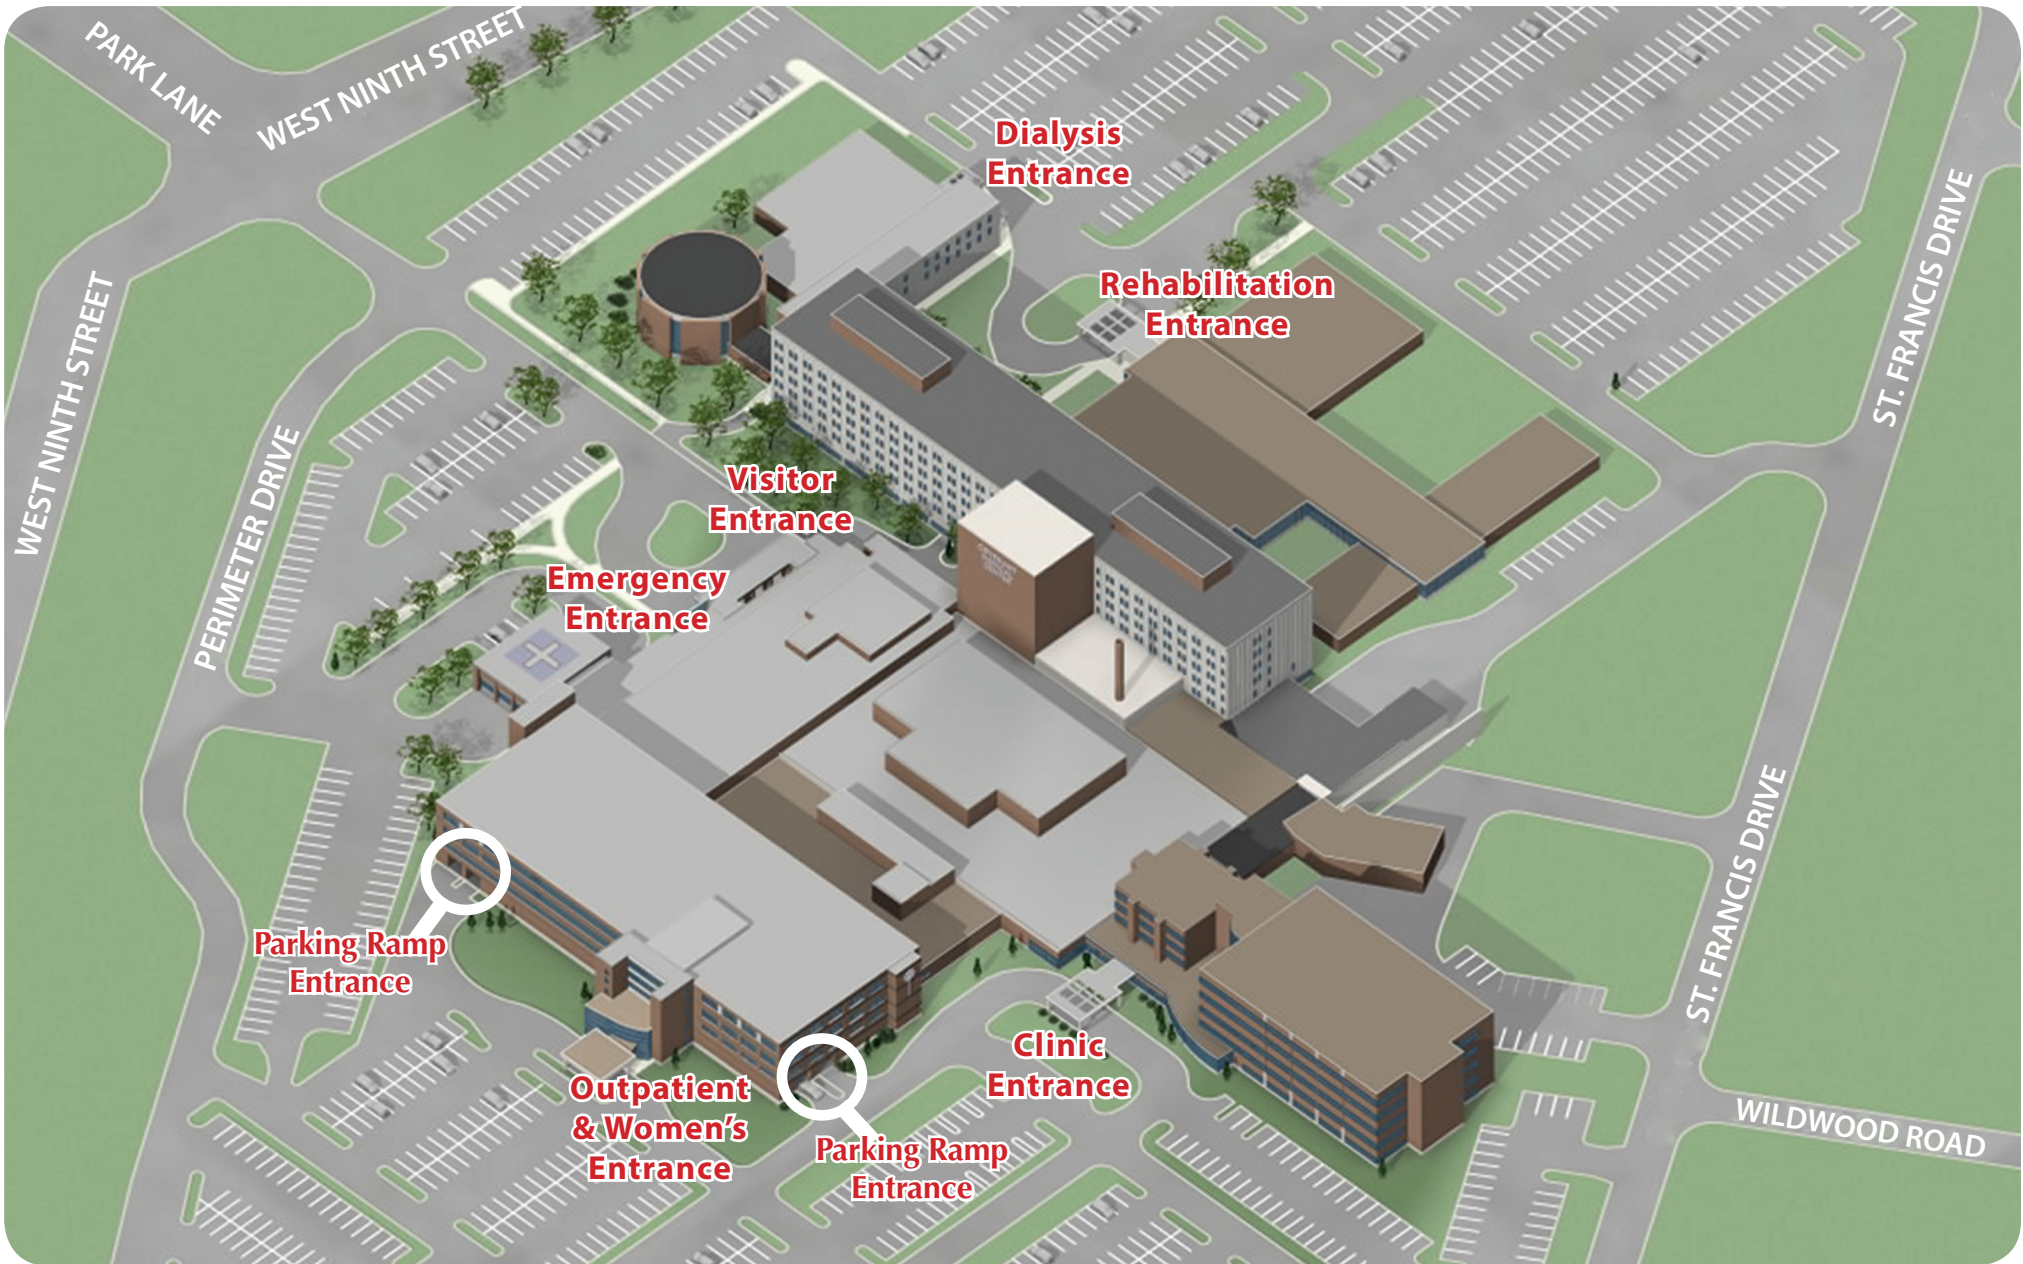 PARK LANE
WEST NINTH STREET
Dialysis
Entrance
ST. FRANCIS DRIVE
Rehabilitation
Entrance
WEST NINTH STREET
PERIMETER DRIVE
Visitor
Entrance
Emergency
Entrance
ST. FRANCIS DRIVE
Parking Ramp
Entrance
Clinic
Entrance
Outpatient
& Women's
Entrance
Parking Ramp
Entrance
WILDWOOD ROAD